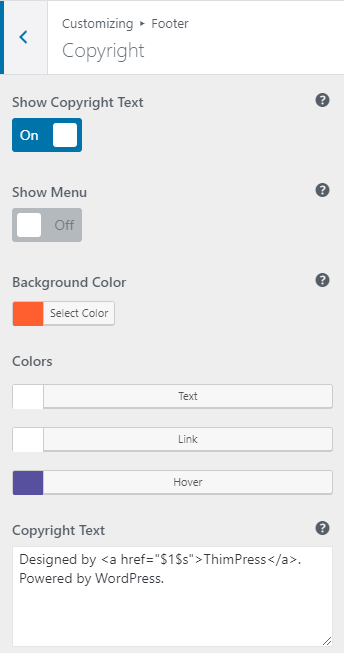 Customizing ▸ Footer
Copyright
Show Copyright Text
On
Show Menu
Off
Background Color
Select Color
Colors
Text
Link
Hover
Copyright Text
Designed by <a href="$1$s">ThimPress</a>.
Powered by WordPress.